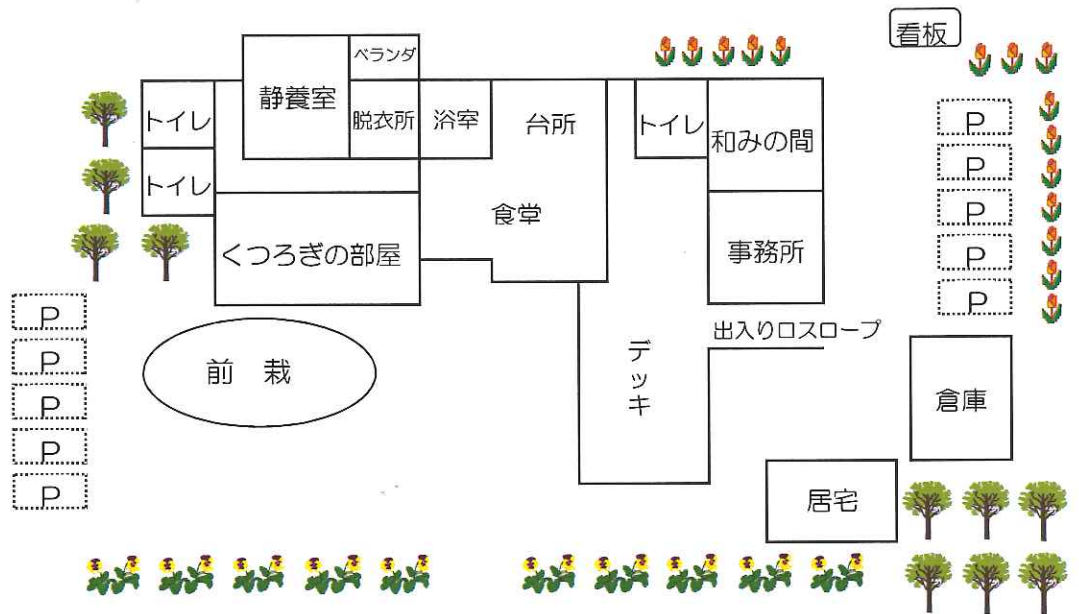 看板
ベランダ
静養室
トイレ
脱衣所
浴室
台所
トイレ
和みの間
P
P
P
P
P
トイレ
食堂
くつろぎの部屋
事務所
出入り口スロープ
P
P
P
P
P
前 栽
デッキ
倉庫
居宅